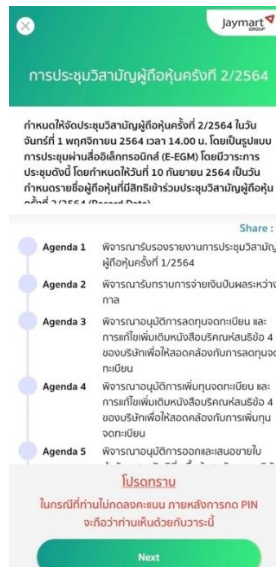 Jaymart
GROUP
การประชุมวิสามัญผู้ถือหุ้นครั้งที่ 2/2564
กำหนดให้จัดประชุมวิสามัญผู้ถือหุ้นครั้งที่ 2/2564 ในวัน
จันทร์ที่ 1 พฤศจิกายน 2564 เวลา 14.00 น. โดยเป็นรูปแบบ
การประชุมผ่านสื่ออิเล็กทรอนิกส์ (E-EGM) โดยมีวาระการ
ประชุมดังนี้ โดยกำหนดให้วันที่ 10 กันยายน 2564 เป็นวัน
กำหนดรายชื่อผู้ถือหุ้นที่มีสิทธิเข้าร่วมประชุมวิสามัญผู้ถือหุ้น
ครั้งที่ 2/2564 (Record Date)
Share :
Agenda 1 พิจารณารับรองรายงานการประชุมวิสามัญ
ผู้ถือหุ้นครั้งที่ 1/2564
Agenda 2 พิจารณารับทราบการจ่ายเงินปันผลระหว่าง
กาล
Agenda 3 พิจารณาอนุมัติการลดทุนจดทะเบียน และ
การแก้ไขเพิ่มเติมหนังสือบริคณห์สนธิข้อ 4
ของบริษัทเพื่อให้สอดคล้องกับการลดทุนจด
ทะเบียน
Agenda 4 พิจารณาอนุมัติการเพิ่มทุนจดทะเบียน และ
การแก้ไขเพิ่มเติมหนังสือบริคณห์สนธิข้อ 4
ของบริษัทเพื่อให้สอดคล้องกับการเพิ่มทุน
จดทะเบียน
Agenda 5 พิจารณาอนุมัติการออกและเสนอขายใบ
โปรดทราบ
ในกรณีที่ท่านไม่กดลงคะแนน ภายหลังการกด PIN
จะถือว่าท่านเห็นด้วยกับวาระนี้
Next